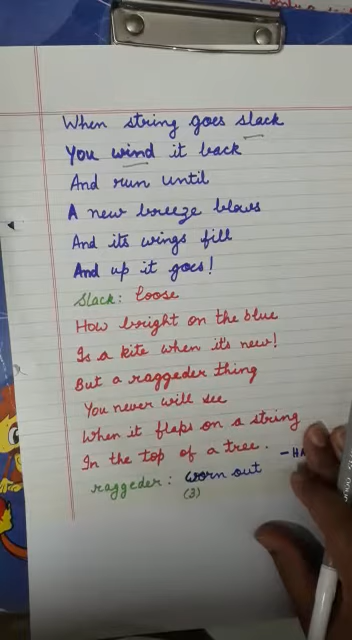 When string goes slack
You wind it back
And run until
A new breeze blows
And its wings fill
And up it goes!
Slack: loose
How bright on the blue
Is a kite when it's new!
But a raggeder thing
You never will see
When it flaps on a string
In the top of a tree.
raggeder: worn out
(3)